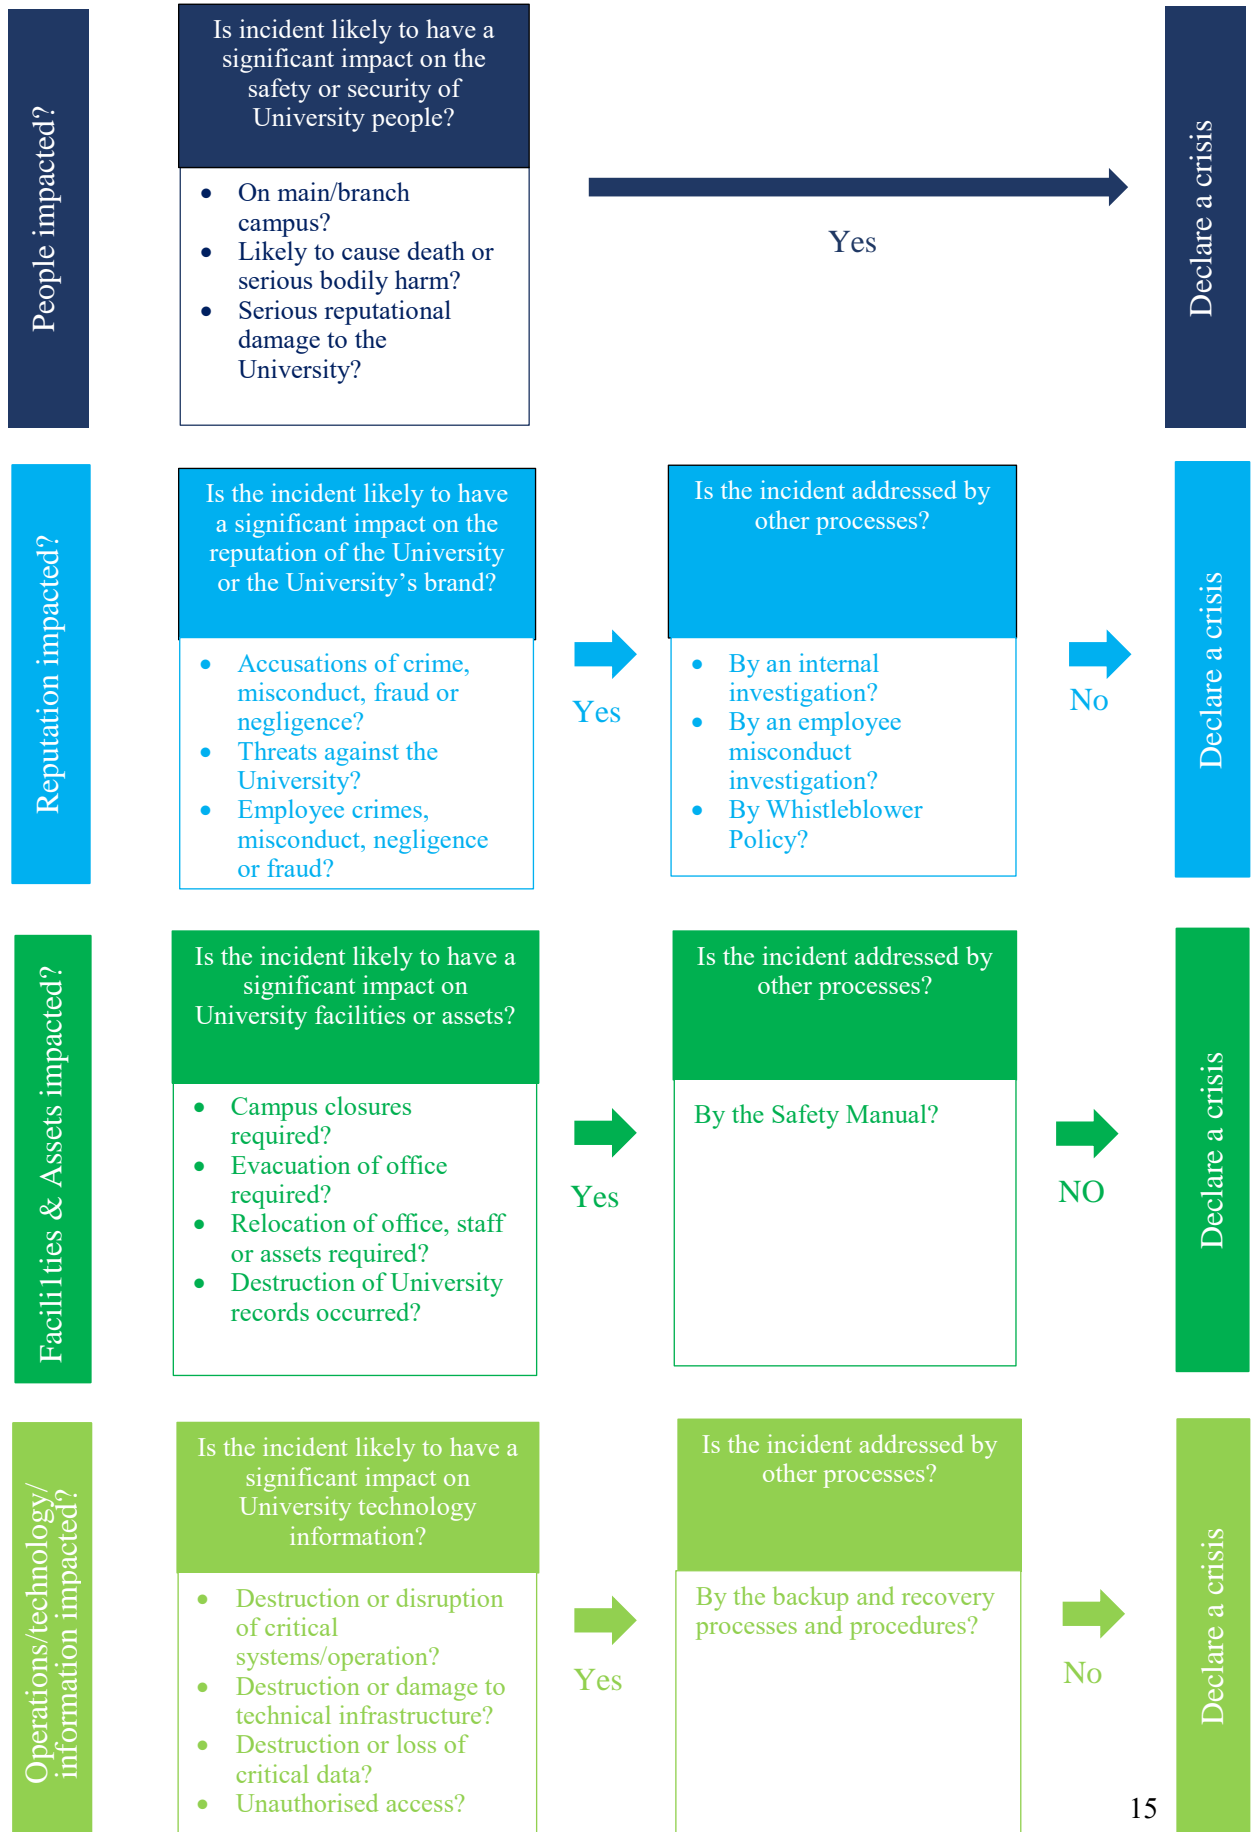 People impacted?
Is incident likely to have a
significant impact on the
safety or security of
University people?
• On main/branch
campus?
• Likely to cause death or
serious bodily harm?
• Serious reputational
damage to the
University?
Yes
Declare a crisis
Reputation impacted?
Is the incident likely to have
a significant impact on the
reputation of the University
or the University’s brand?
• Accusations of crime,
misconduct, fraud or
negligence?
• Threats against the
University?
• Employee crimes,
misconduct, negligence
or fraud?
Yes
Is the incident addressed by
other processes?
• By an internal
investigation?
• By an employee
misconduct
investigation?
• By Whistleblower
Policy?
No
Declare a crisis
Facili1ties & Assets impacted?
Is the incident likely to have a
significant impact on
University facilities or assets?
• Campus closures
required?
• Evacuation of office
required?
• Relocation of office, staff
or assets required?
• Destruction of University
records occurred?
Yes
Is the incident addressed by
other processes?
By the Safety Manual?
NO
Declare a crisis
Operations/technology/
information impacted?
Is the incident likely to have a
significant impact on
University technology
information?
• Destruction or disruption
of critical
systems/operation?
• Destruction or damage to
technical infrastructure?
• Destruction or loss of
critical data?
• Unauthorised access?
Yes
Is the incident addressed by
other processes?
By the backup and recovery
processes and procedures?
No
Declare a crisis
15